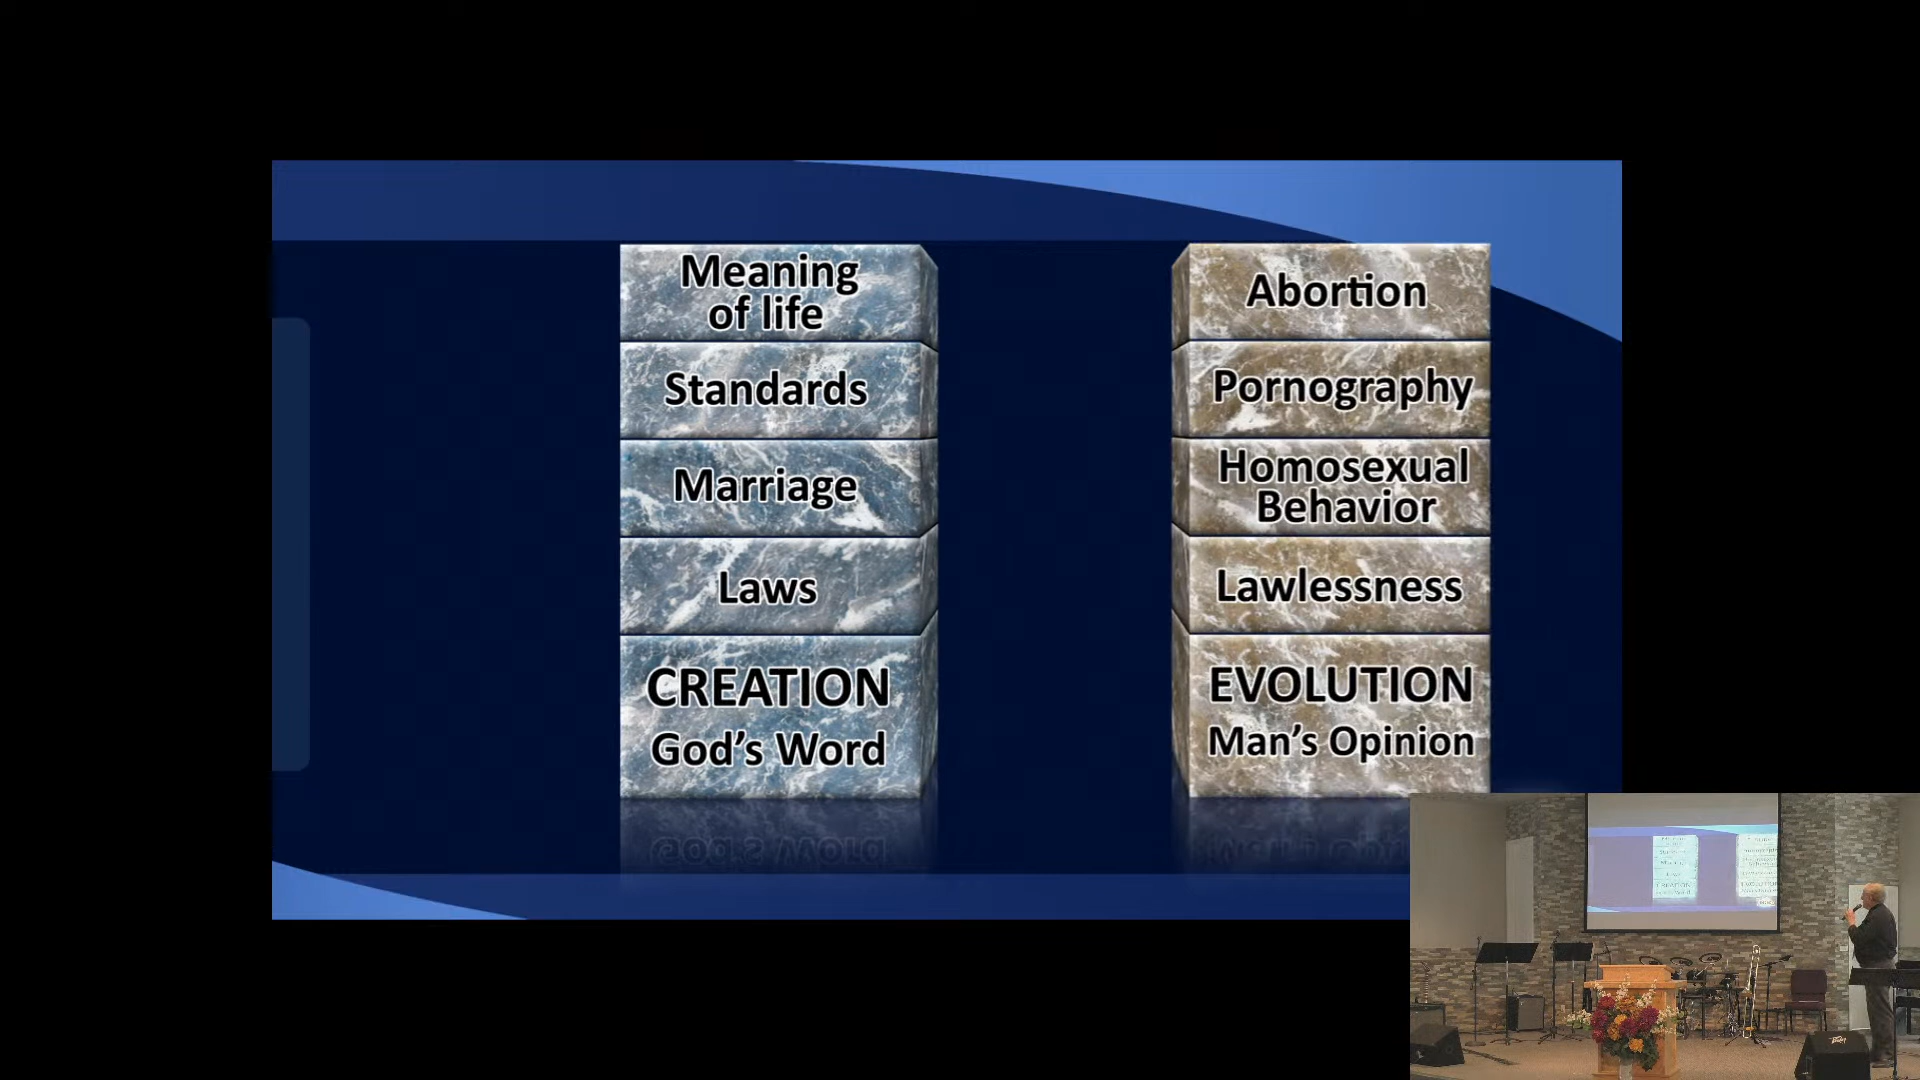 Meaning
of life
Standards
Marriage
Laws
CREATION
God's Word
Abortion
Pornography
Homosexual
Behavior
Lawlessness
EVOLUTION
Man's Opinion